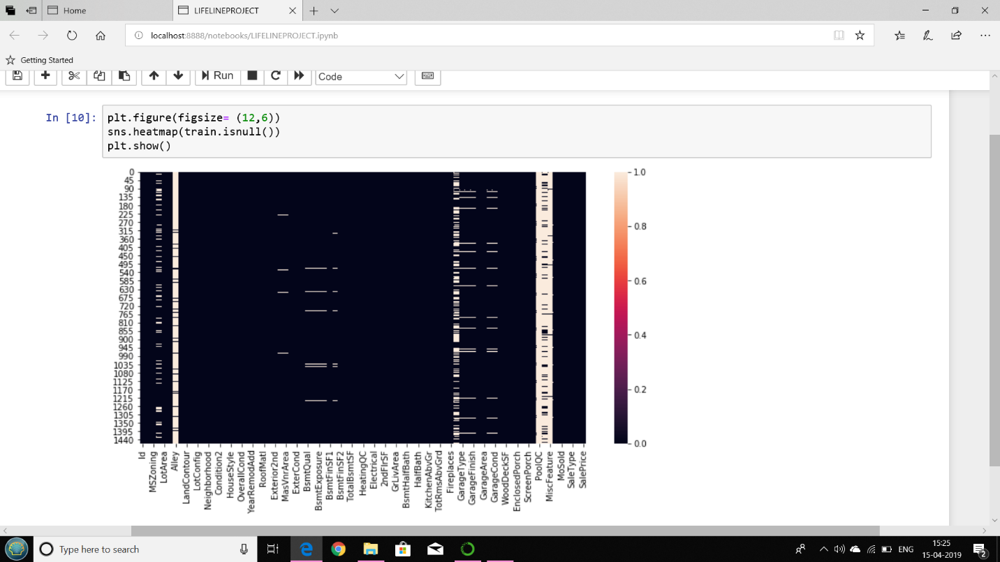 Home
LIFELINEPROJECT
localhost:8888/notebooks/LIFELINEPROJECT.ipynb
Getting Started
Run
Code
In [10]:
plt.figure(figsize= (12,6))
sns.heatmap(train.isnull())
plt.show()
0
45
90
135
180
225
270
315
360
405
450
495
540
585
630
675
720
765
810
855
900
945
990
1035
1080
1125
1170
1215
1260
1305
1350
1395
1440
1.0
0.8
0.6
0.4
0.2
0.0
Id
MSZoning
LotArea
Alley
LandContour
LotConfig
Neighborhood
Condition2
HouseStyle
OverallCond
YearRemodAdd
RoofMatl
Exterior2nd
MasVnrArea
ExterCond
BsmtQual
BsmtExposure
BsmtFinSF1
BsmtFinSF2
TotalBsmtSF
HeatingQC
Electrical
2ndFlrSF
GrLivArea
BsmtHalfBath
HalfBath
KitchenAbvGr
TotRmsAbvGrd
Fireplaces
GarageType
GarageFinish
GarageArea
GarageCond
WoodDeckSF
EnclosedPorch
ScreenPorch
PoolQC
MiscFeature
MoSold
SaleType
SalePrice
Type here to search
ENG
15:25
15-04-2019
2